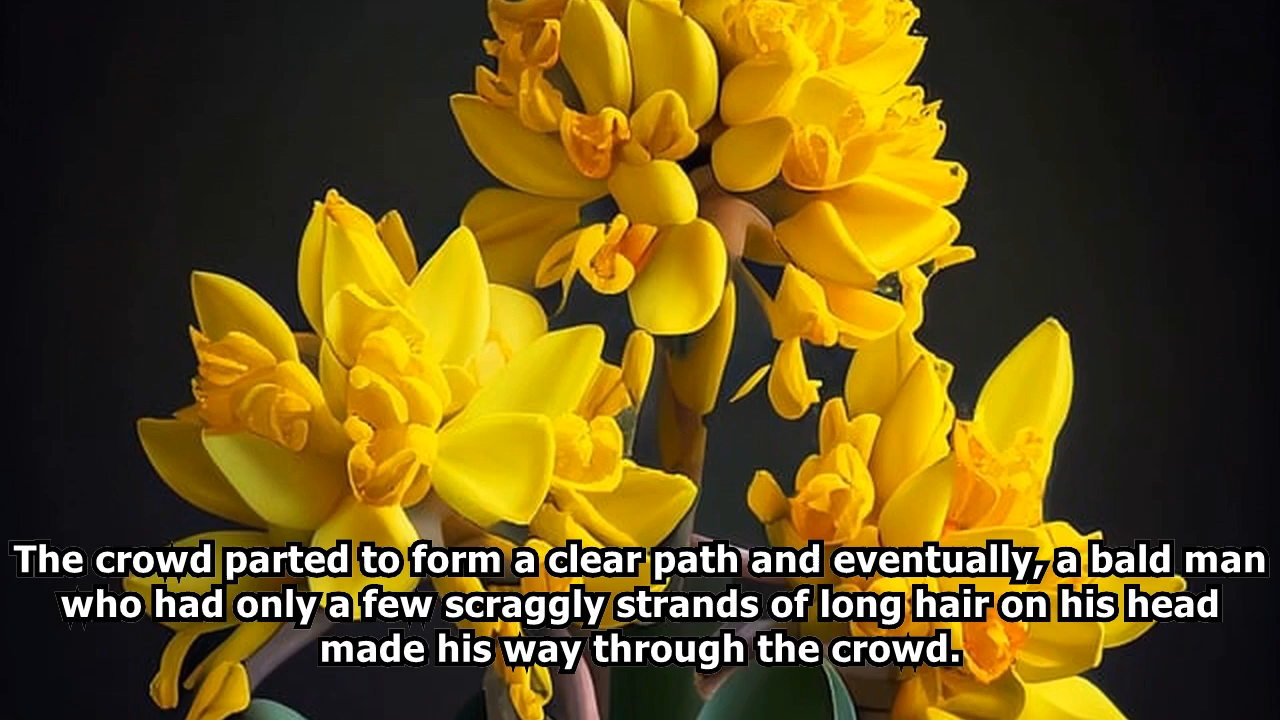 The crowd parted to form a clear path and eventually, a bald man
who had only a few scraggly strands of long hair on his head
made his way through the crowd.